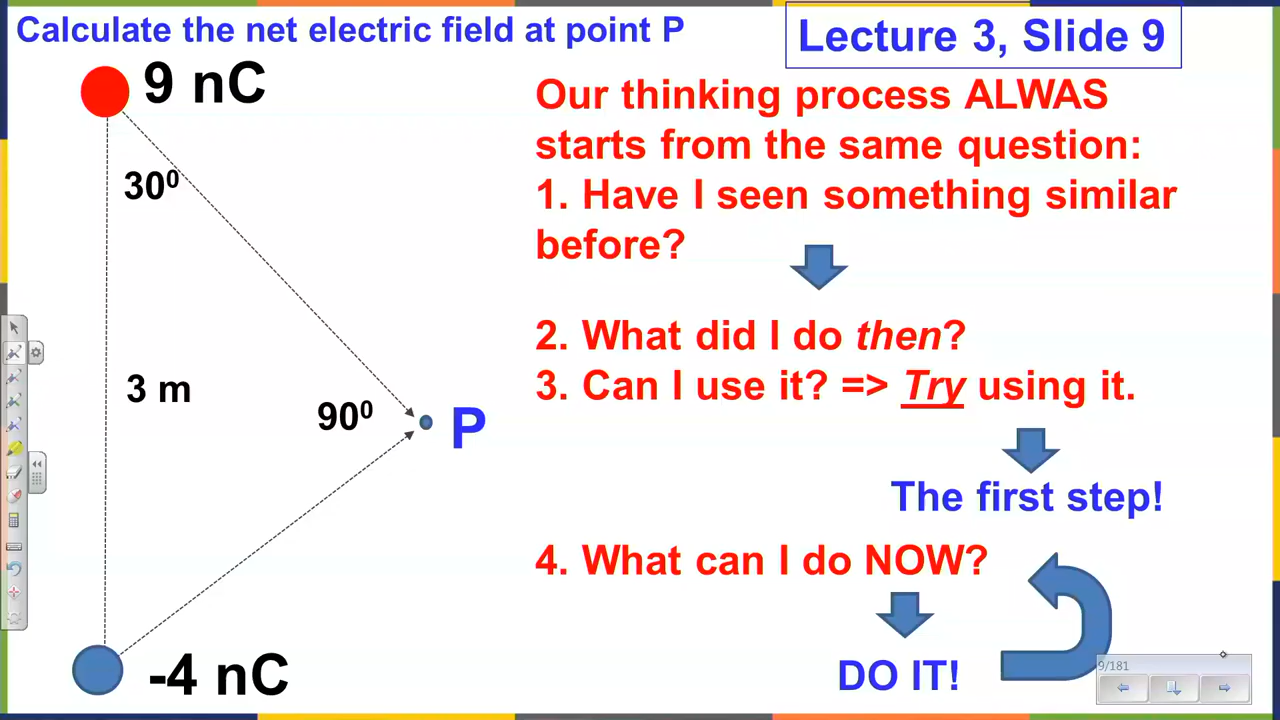 Calculate the net electric field at point P
Lecture 3, Slide 9
9 nC
30⁰
3 m
90⁰
P
-4 nC
Our thinking process ALWAS
starts from the same question:
1. Have I seen something similar
before?
2. What did I do then?
3. Can I use it? => Try using it.
The first step!
4. What can I do NOW?
DO IT!
9/181